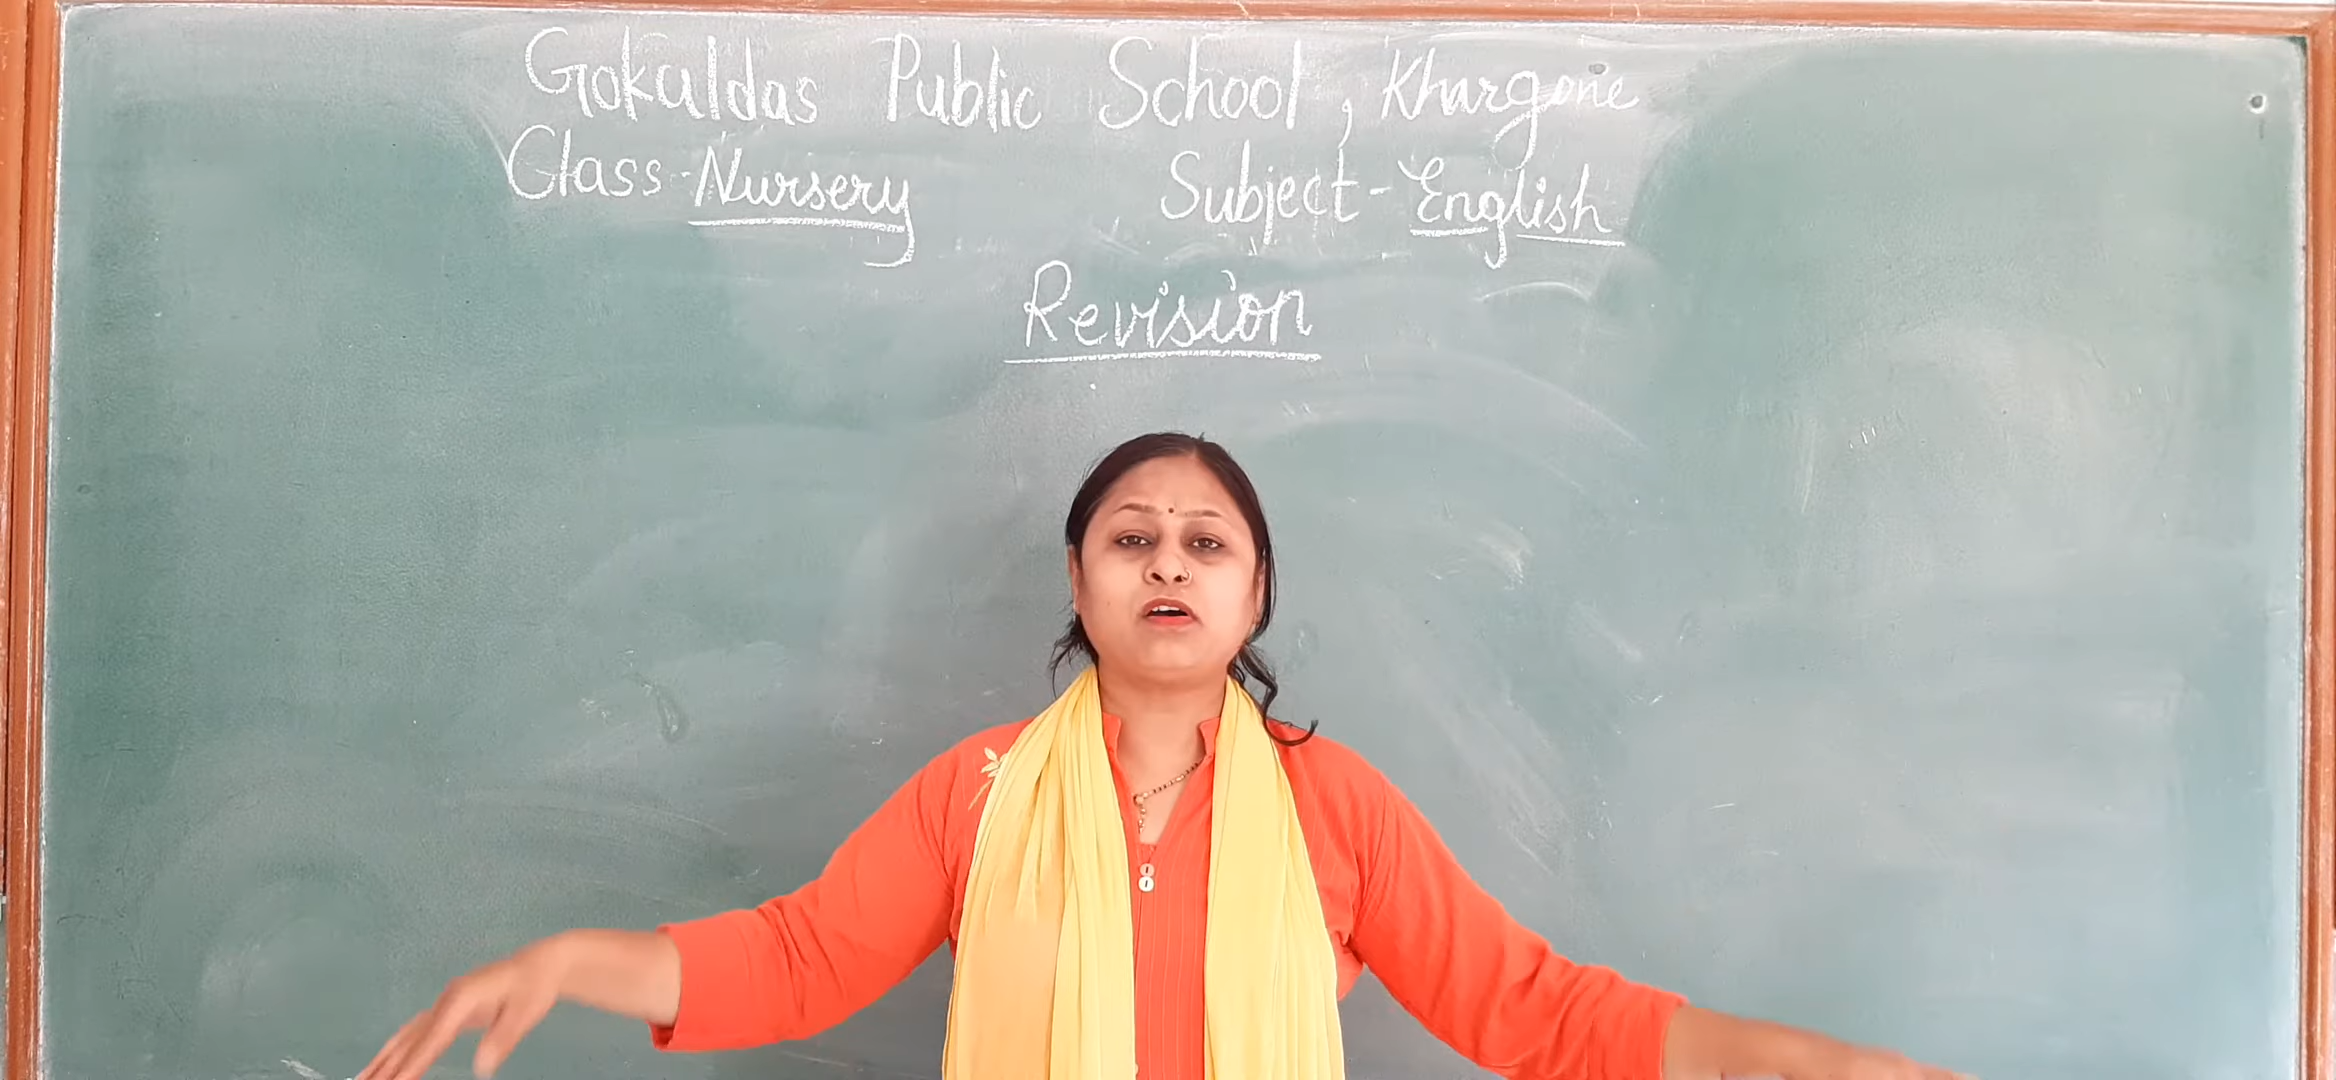 Gokuldas Public School, Khargone
Class-Nursery Subject-English
Revision